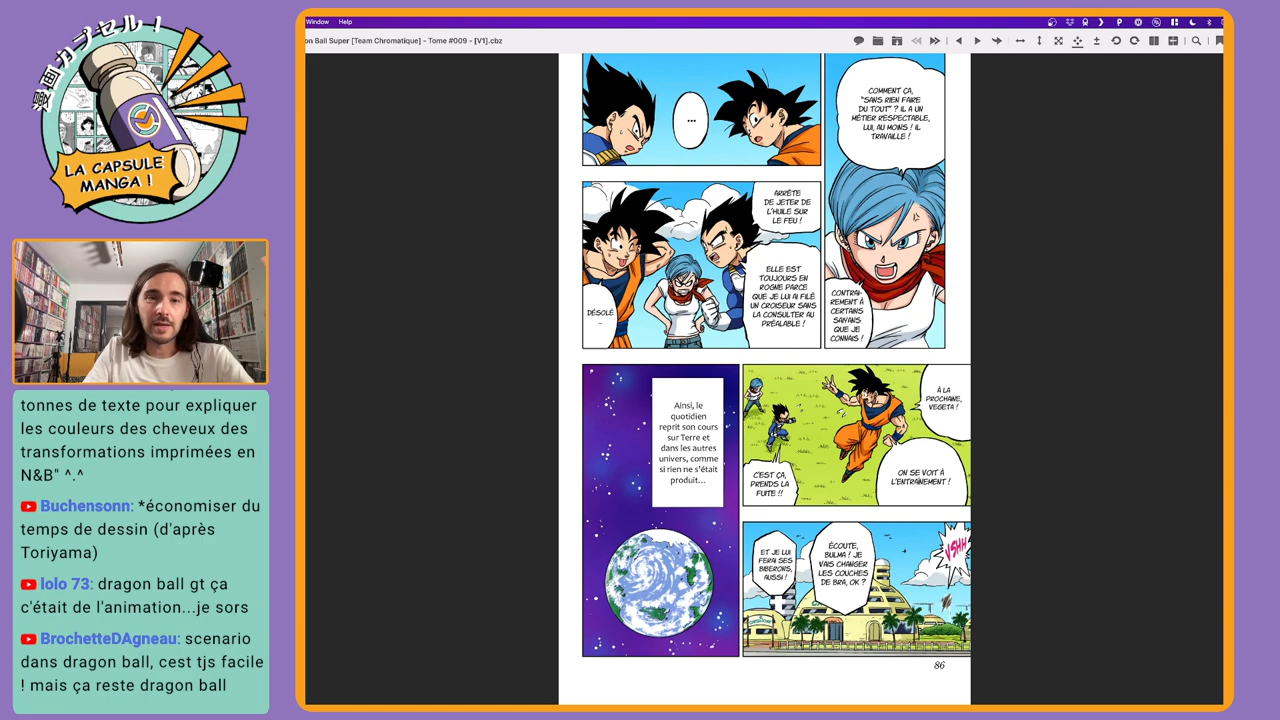 Window Help
on Ball Super [Team Chromatique] - Tome #009 - [V1].cbz
漫画カプセル！
LA CAPSULE
MANGA !
tonnes de texte pour expliquer
les couleurs des cheveux des
transformations imprimées en
N&B" ^.^
Buchensonn: *économiser du
temps de dessin (d'après
Toriyama)
lolo 73: dragon ball gt ça
c'était de l'animation...je sors
BrochetteDAgneau: scenario
dans dragon ball, cest tjs facile
! mais ça reste dragon ball
COMMENT ÇA,
"SANS RIEN FAIRE
DU TOUT" ? IL A UN
MÉTIER RESPECTABLE,
LUI, AU MOINS ! IL
TRAVAILLE !
...
CONTRAI-
REMENT À
CERTAINS
SAYANS
QUE JE
CONNAIS !
ARRÊTE
DE JETER DE
L'HUILE SUR
LE FEU !
ELLE EST
TOUJOURS EN
ROGNE PARCE
QUE JE LUI AI FILÉ
UN CROISEUR SANS
LA CONSULTER AU
PRÉALABLE !
DÉSOLÉ
...
À LA
PROCHAINE,
VEGETA !
ON SE VOIT À
L'ENTRAÎNEMENT !
C'EST ÇA,
PRENDS LA
FUITE !!
VSHH
ÉCOUTE,
BULMA ! JE
VAIS CHANGER
LES COUCHES
DE BRA, OK ?
ET JE LUI
FERAI SES
BIBERONS,
AUSSI !
Ainsi, le
quotidien
reprit son cours
sur Terre et
dans les autres
univers, comme
si rien ne s'était
produit...
86